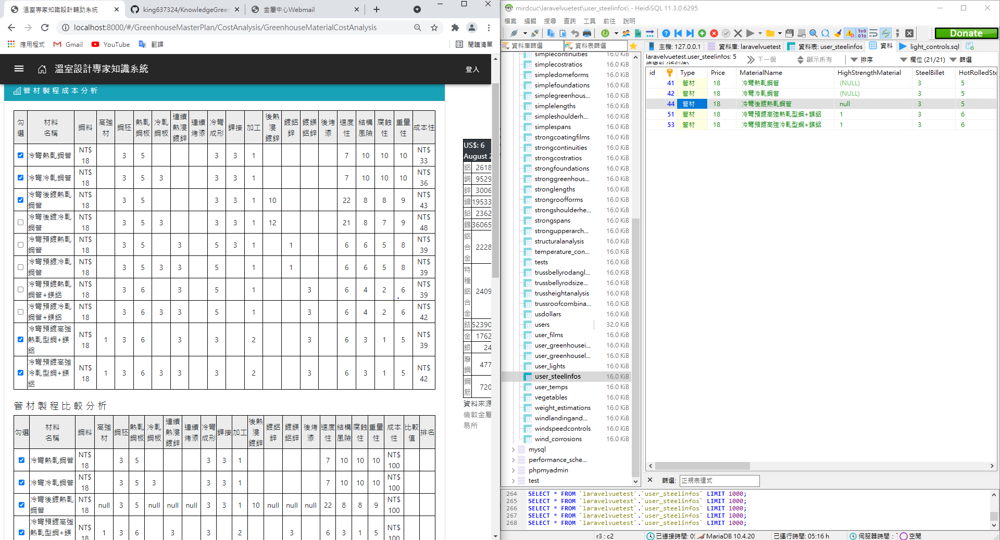 溫室專家知識設計輔助系統
king637324/KnowledgeGree
金屬中心Webmail
localhost:8000/#/GreenhouseMasterPlan/CostAnalysis/GreenhouseMaterialCostAnalysis
應用程式 Gmail YouTube 翻譯 閱讀清單
溫室設計專家知識系統 登入
管材製程成本分析
勾選 材料名稱 鋼料 高強材 鋼胚 熱軋鋼板 冷軋鋼板 連續熱浸鍍鋅 連續烤漆 冷彎成形 銲接 加工 後熱浸鍍鋅 鍍鋁鋅 鍍鎂鋁鋅 後烤漆 速度性 結構風險 腐蝕性 重量性 成本性
冷彎熱軋鋼管 NT$ 18 3 5 3 3 1 7 10 10 10 NT$ 33
冷彎冷軋鋼管 NT$ 18 3 5 3 3 3 1 7 10 10 10 NT$ 36
冷彎後鍍熱軋鋼管 NT$ 18 3 5 3 3 1 10 22 8 8 9 NT$ 43
冷彎後鍍冷軋鋼管 NT$ 18 3 5 3 3 3 1 12 21 8 7 9 NT$ 48
冷彎預鍍熱軋鋼管 NT$ 18 3 5 3 5 3 1 1 6 6 5 8 NT$ 39
冷彎預鍍冷軋鋼管 NT$ 18 3 5 3 3 5 1 1 6 6 5 8 NT$ 39
冷彎預鍍熱軋鋼管+鎂鋁 NT$ 18 3 6 3 5 1 3 6 4 2 6 NT$ 39
冷彎預鍍冷軋鋼管+鎂鋁 NT$ 18 3 6 3 3 5 1 3 6 4 2 6 NT$ 42
冷彎預鍍高強熱軋型鋼+鎂鋁 NT$ 18 1 3 6 3 3 2 3 6 3 1 5 NT$ 39
冷彎預鍍高強冷軋型鋼+鎂鋁 NT$ 18 1 3 6 3 3 3 2 3 6 3 1 5 NT$ 42
管材製程比較分析
勾選 材料名稱 鋼料 高強材 鋼胚 熱軋鋼板 冷軋鋼板 連續熱浸鍍鋅 連續烤漆 冷彎成形 銲接 加工 後熱浸鍍鋅 鍍鋁鋅 鍍鎂鋁鋅 後烤漆 速度性 結構風險 腐蝕性 重量性 成本性 比較值 排名
冷彎熱軋鋼管 NT$ 18 3 5 3 3 1 7 10 10 10 NT$ 100
冷彎冷軋鋼管 NT$ 18 3 5 3 3 3 1 7 10 10 10 NT$ 100
冷彎後鍍熱軋鋼管 NT$ 18 null 3 5 null null null 3 3 1 10 null null null 22 8 8 9 NT$ 100
冷彎預鍍高強熱軋型鋼+鎂 NT$ 18 1 3 6 3 3 2 3 6 3 1 5 NT$ 100
US$: 6
August 2
鋁 2618
銅 9529
鋅 3006
鎳 19533
鉛 2362
錫 36065
鋁合金 2228
特種鋁合金 2409
鈷 52390
金 1762
銀 24
廢鋼 477
鋼筋 720
資料來源
倫敦金屬
易所
mirdcuc\laravelvuetest\user_steelinfos\ - HeidiSQL 11.3.0.6295
檔案 編輯 搜尋 查詢 工具 前往 說明
Donate
資料庫篩選 資料表篩選
主機: 127.0.0.1 資料庫: laravelvuetest 資料表: user_steelinfos 資料 light_controls.sql
laravelvuetest.user_steelinfos: 5
下一個 顯示所有 排序 欄位 (21/21) 篩選
id Type Price MaterialName HighStrengthMaterial SteelBillet HotRolledSte
41 管材 18 冷彎熱軋鋼管 (NULL) 3 5
42 管材 18 冷彎冷軋鋼管 (NULL) 3 5
44 管材 18 冷彎後鍍熱軋鋼管 null 3 5
51 管材 18 冷彎預鍍高強熱軋型鋼+鎂鋁 1 3 6
53 管材 18 冷彎預鍍高強冷軋型鋼+鎂鋁 1 3 6
simplecontinuities 16.0 KiB
simplecostratios 16.0 KiB
simpledomeforms 16.0 KiB
simplefoundations 16.0 KiB
simplegreenhous... 16.0 KiB
simplelengths 16.0 KiB
simpleshoulderh... 16.0 KiB
simplespans 16.0 KiB
strongcoatingfilms 16.0 KiB
strongcontinuities 16.0 KiB
strongcostratios 16.0 KiB
strongfoundations 16.0 KiB
stronggreenhous... 16.0 KiB
stronglengths 16.0 KiB
strongroofforms 16.0 KiB
strongshoulderhe... 16.0 KiB
strongspans 16.0 KiB
strongupperarch... 16.0 KiB
structuralanalysis 16.0 KiB
temperature_con... 16.0 KiB
tests 16.0 KiB
trussbellyrodangl... 16.0 KiB
trussbellyrodsize... 16.0 KiB
trussheightanalysis 16.0 KiB
trussroofcombina... 16.0 KiB
usdollars 16.0 KiB
users 32.0 KiB
user_films 16.0 KiB
user_greenhousei... 16.0 KiB
user_greenhousel... 16.0 KiB
user_lights 16.0 KiB
user_steelinfos 16.0 KiB
user_temps 16.0 KiB
vegetables 16.0 KiB
weight_estimations 16.0 KiB
windlandingand... 16.0 KiB
windspeedcontrols 16.0 KiB
wind_corrosions 16.0 KiB
mysql
performance_sche...
phpmyadmin
test
篩選: 正規表達式
264 SELECT * FROM `laravelvuetest`.`user_steelinfos` LIMIT 1000;
265 SELECT * FROM `laravelvuetest`.`user_steelinfos` LIMIT 1000;
266 SELECT * FROM `laravelvuetest`.`user_steelinfos` LIMIT 1000;
267 SELECT * FROM `laravelvuetest`.`user_steelinfos` LIMIT 1000;
268 SELECT * FROM `laravelvuetest`.`user_steelinfos` LIMIT 1000;
r3 : c2 已連接時間: 05 MariaDB 10.4.20 已運行時間: 05:16 h 伺服器時間: 空閒